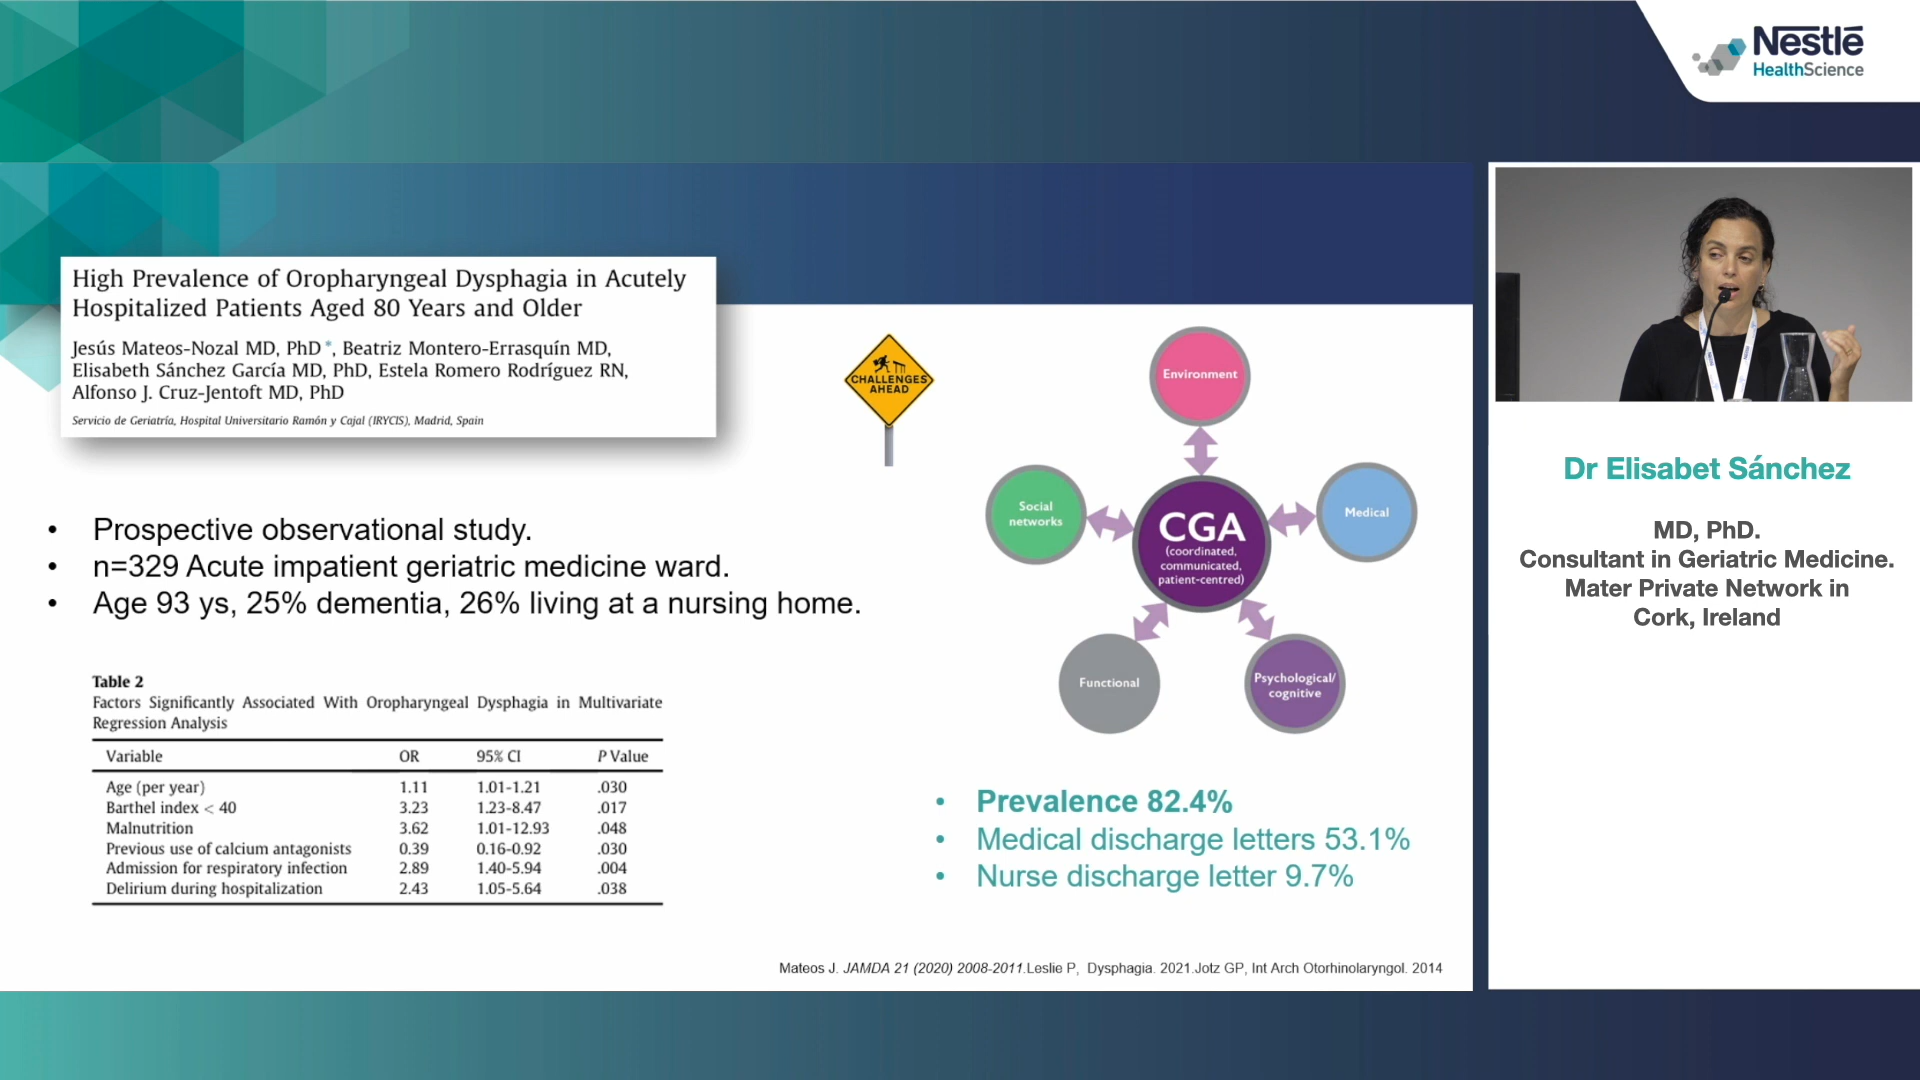 Nestlé
HealthScience
High Prevalence of Oropharyngeal Dysphagia in Acutely
Hospitalized Patients Aged 80 Years and Older
Jesús Mateos-Nozal MD, PhD *, Beatriz Montero-Errasquín MD,
Elisabeth Sánchez García MD, PhD, Estela Romero Rodríguez RN,
Alfonso J. Cruz-Jentoft MD, PhD
Servicio de Geriatría, Hospital Universitario Ramón y Cajal (IRYCIS), Madrid, Spain
CHALLENGES
AHEAD
• Prospective observational study.
• n=329 Acute impatient geriatric medicine ward.
• Age 93 ys, 25% dementia, 26% living at a nursing home.
Table 2
Factors Significantly Associated With Oropharyngeal Dysphagia in Multivariate
Regression Analysis
Variable OR 95% CI P Value
Age (per year) 1.11 1.01-1.21 .030
Barthel index < 40 3.23 1.23-8.47 .017
Malnutrition 3.62 1.01-12.93 .048
Previous use of calcium antagonists 0.39 0.16-0.92 .030
Admission for respiratory infection 2.89 1.40-5.94 .004
Delirium during hospitalization 2.43 1.05-5.64 .038
Environment
Social
networks
CGA
(coordinated,
communicated,
patient-centred)
Medical
Functional
Psychological/
cognitive
• Prevalence 82.4%
• Medical discharge letters 53.1%
• Nurse discharge letter 9.7%
Mateos J. JAMDA 21 (2020) 2008-2011.Leslie P, Dysphagia. 2021.Jotz GP, Int Arch Otorhinolaryngol. 2014
Dr Elisabet Sánchez
MD, PhD.
Consultant in Geriatric Medicine.
Mater Private Network in
Cork, Ireland